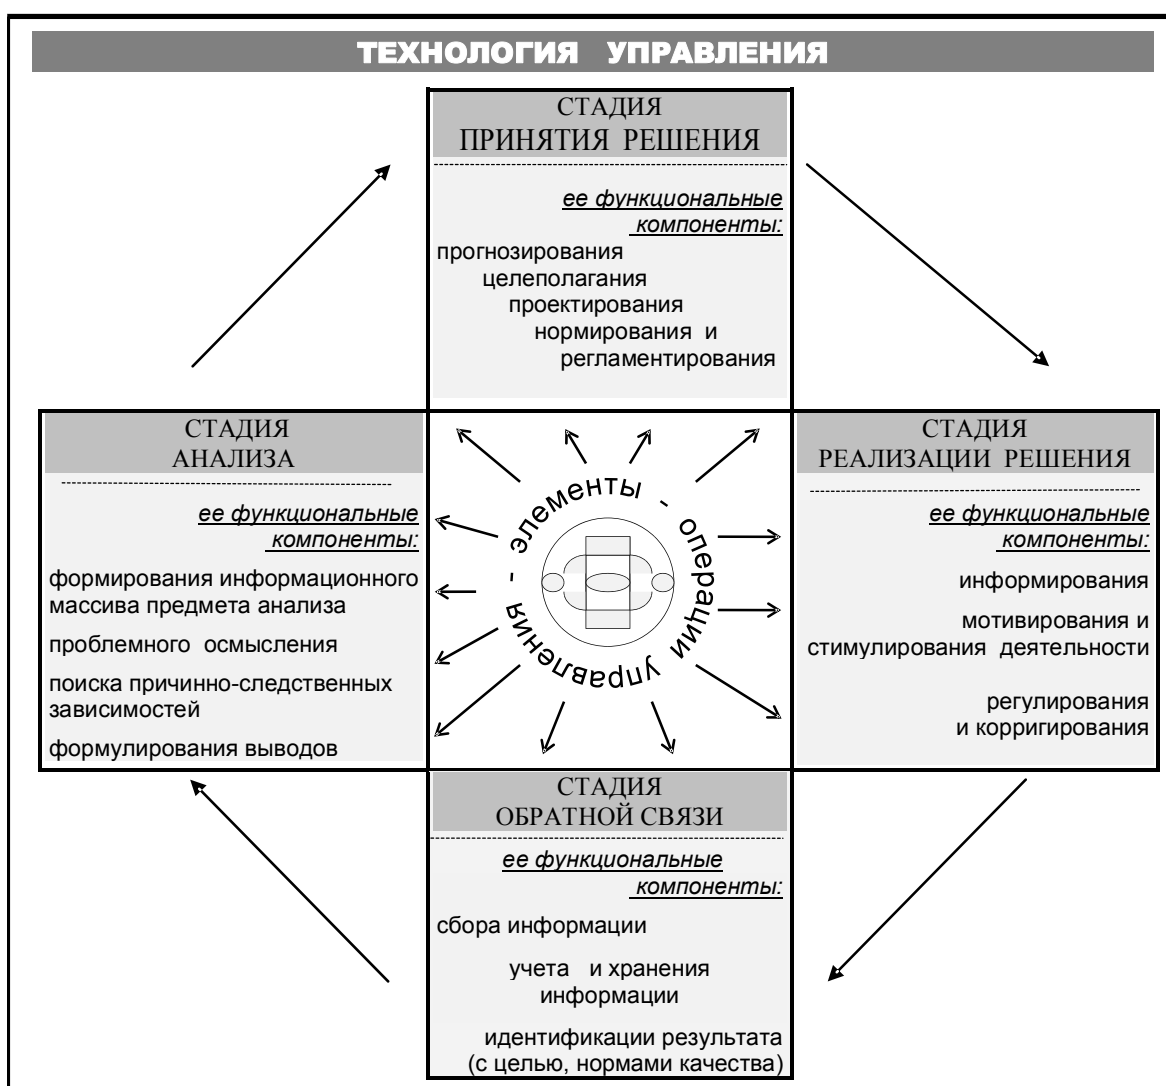 ТЕХНОЛОГИЯ УПРАВЛЕНИЯ
СТАДИЯ
ПРИНЯТИЯ РЕШЕНИЯ
ее функциональные
компоненты:
прогнозирования
целеполагания
проектирования
нормирования и
регламентирования
СТАДИЯ
АНАЛИЗА
ее функциональные
компоненты:
формирования информационного
массива предмета анализа
проблемного осмысления
поиска причинно-следственных
зависимостей
формулирования выводов
- элементы - операции управления
СТАДИЯ
РЕАЛИЗАЦИИ РЕШЕНИЯ
ее функциональные
компоненты:
информирования
мотивирования и
стимулирования деятельности
регулирования
и корригирования
СТАДИЯ
ОБРАТНОЙ СВЯЗИ
ее функциональные
компоненты:
сбора информации
учета и хранения
информации
идентификации результата
(с целью, нормами качества)